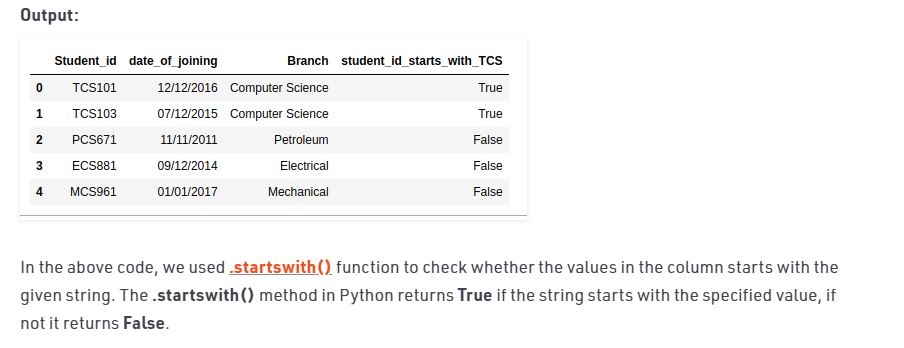 Output:
Student_id date_of_joining Branch student_id_starts_with_TCS
0 TCS101 12/12/2016 Computer Science True
1 TCS103 07/12/2015 Computer Science True
2 PCS671 11/11/2011 Petroleum False
3 ECS881 09/12/2014 Electrical False
4 MCS961 01/01/2017 Mechanical False
In the above code, we used .startswith() function to check whether the values in the column starts with the
given string. The .startswith() method in Python returns True if the string starts with the specified value, if
not it returns False.